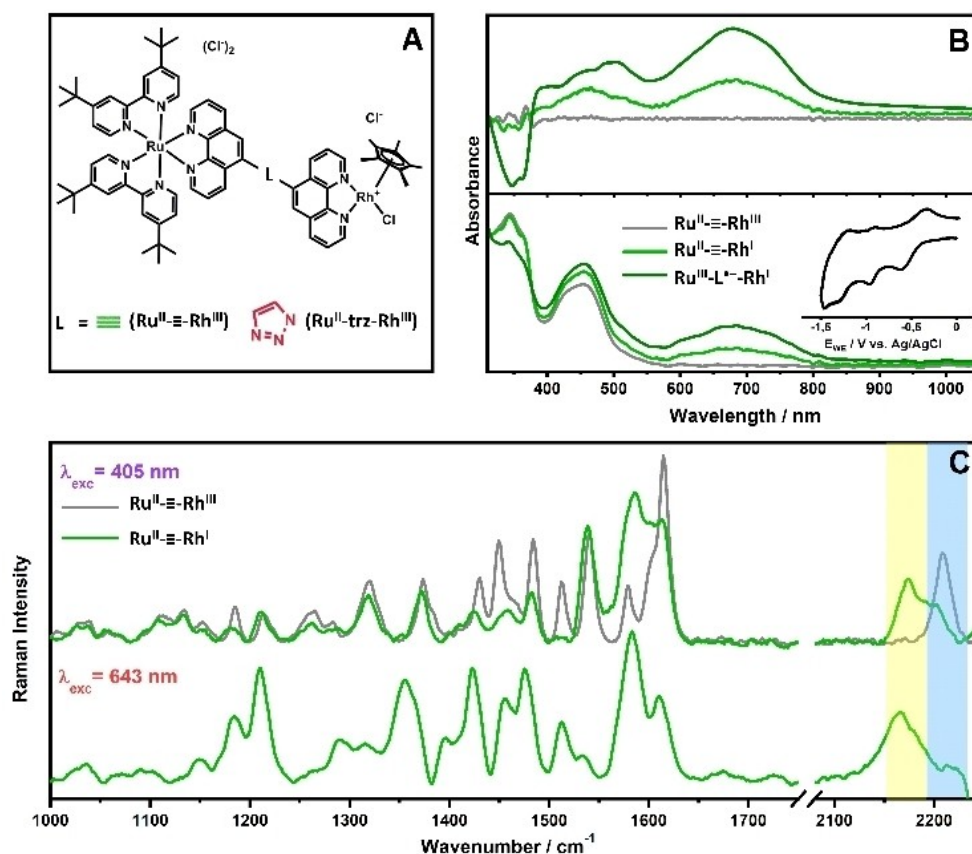 A
(Cl⁻)₂
N
N
N
N
Ru
N
N
L
Cl⁻
N
Rh⁺
N
Cl
L = ≡ (Ruᴵᴵ-≡-Rhᴵᴵᴵ)
N
N
N
(Ruᴵᴵ-trz-Rhᴵᴵᴵ)
B
Absorbance
Ruᴵᴵ-≡-Rhᴵᴵᴵ
Ruᴵᴵ-≡-Rhᴵ
Ruᴵᴵᴵ-L•⁻-Rhᴵ
-1,5 -1 -0,5 0
E_WE / V vs. Ag/AgCl
400 500 600 700 800 900 1000
Wavelength / nm
C
λ_exc = 405 nm
Ruᴵᴵ-≡-Rhᴵᴵᴵ
Ruᴵᴵ-≡-Rhᴵ
Raman Intensity
λ_exc = 643 nm
1000 1100 1200 1300 1400 1500 1600 1700 2100 2200
Wavenumber / cm⁻¹